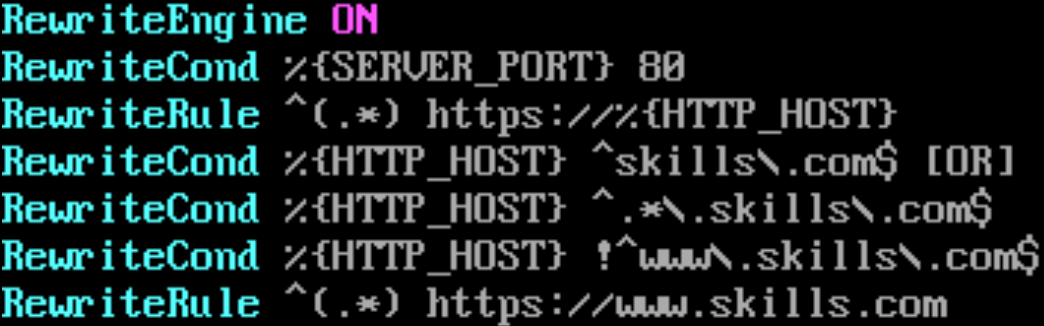 RewriteEngine ON
RewriteCond %{SERVER_PORT} 80
RewriteRule ^(.*) https://%{HTTP_HOST}
RewriteCond %{HTTP_HOST} ^skills\.com$ [OR]
RewriteCond %{HTTP_HOST} ^.*\.skills\.com$
RewriteCond %{HTTP_HOST} !^www\.skills\.com$
RewriteRule ^(.*) https://www.skills.com